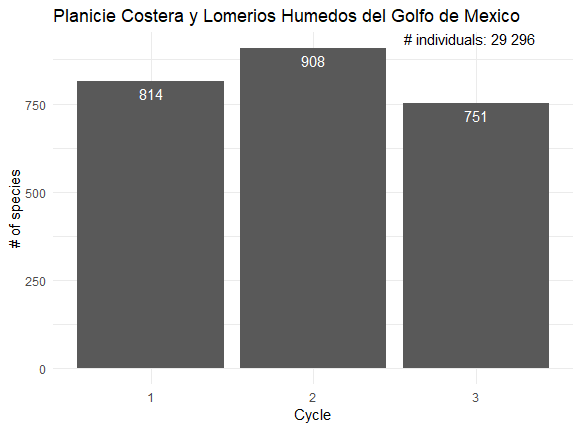 Planicie Costera y Lomerios Humedos del Golfo de Mexico
# individuals: 29 296
908
814
751
750
500
250
0
# of species
1 2 3
Cycle